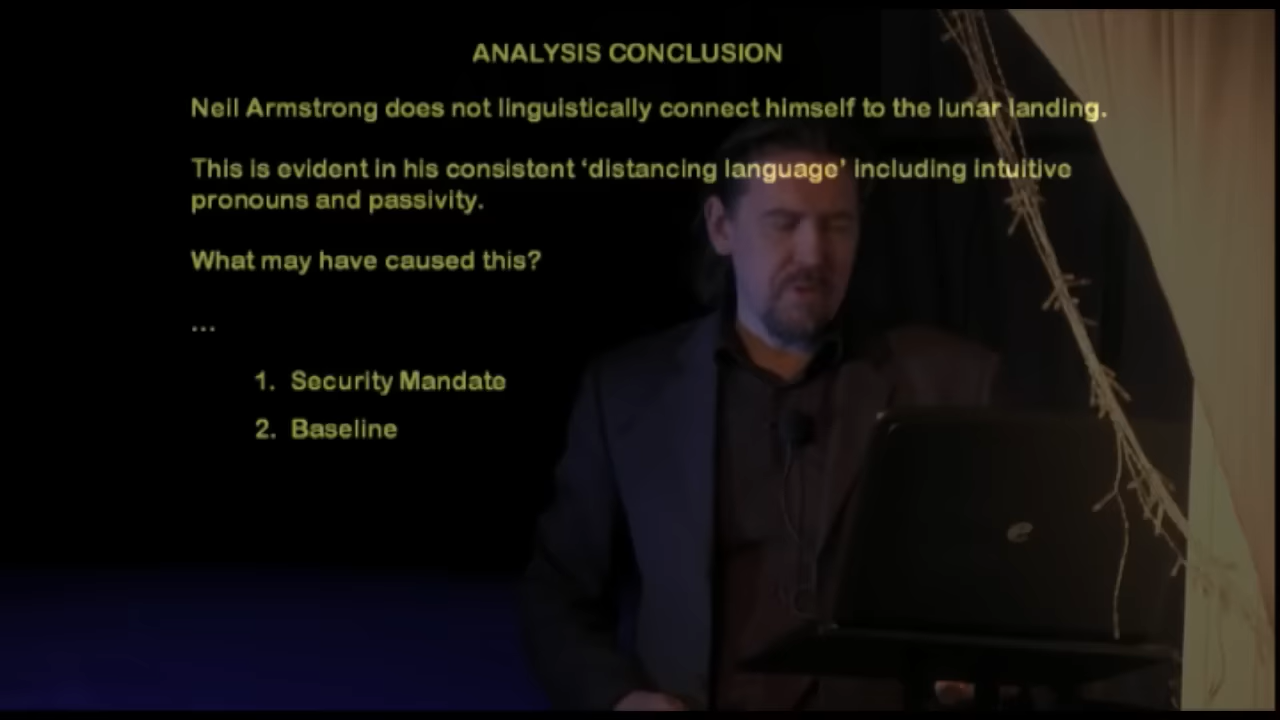 ANALYSIS CONCLUSION
Neil Armstrong does not linguistically connect himself to the lunar landing.
This is evident in his consistent ‘distancing language’ including intuitive
pronouns and passivity.
What may have caused this?
...
1. Security Mandate
2. Baseline